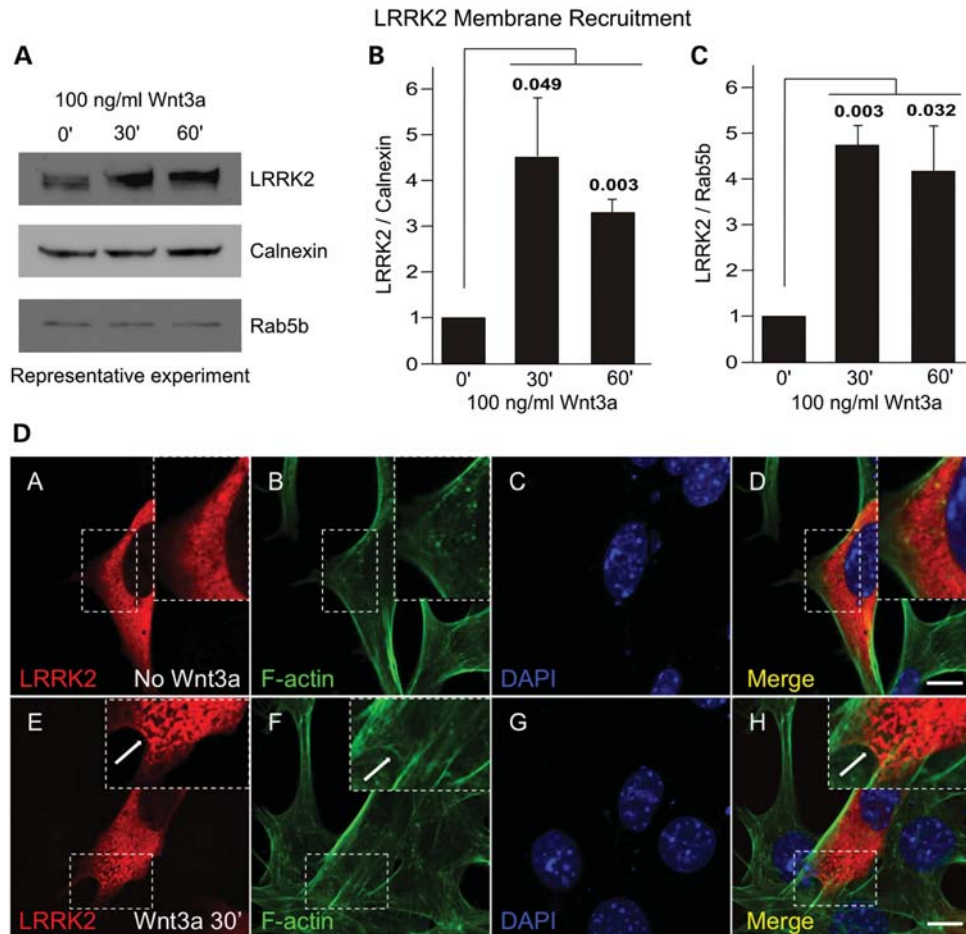 LRRK2 Membrane Recruitment
A
100 ng/ml Wnt3a
0' 30' 60'
LRRK2
Calnexin
Rab5b
Representative experiment
B
LRRK2 / Calnexin
6
5
4
3
2
1
0
0.049
0.003
0' 30' 60'
100 ng/ml Wnt3a
C
LRRK2 / Rab5b
6
5
4
3
2
1
0
0.003 0.032
0' 30' 60'
100 ng/ml Wnt3a
D
A B C D
LRRK2 No Wnt3a F-actin DAPI Merge
E F G H
LRRK2 Wnt3a 30' F-actin DAPI Merge